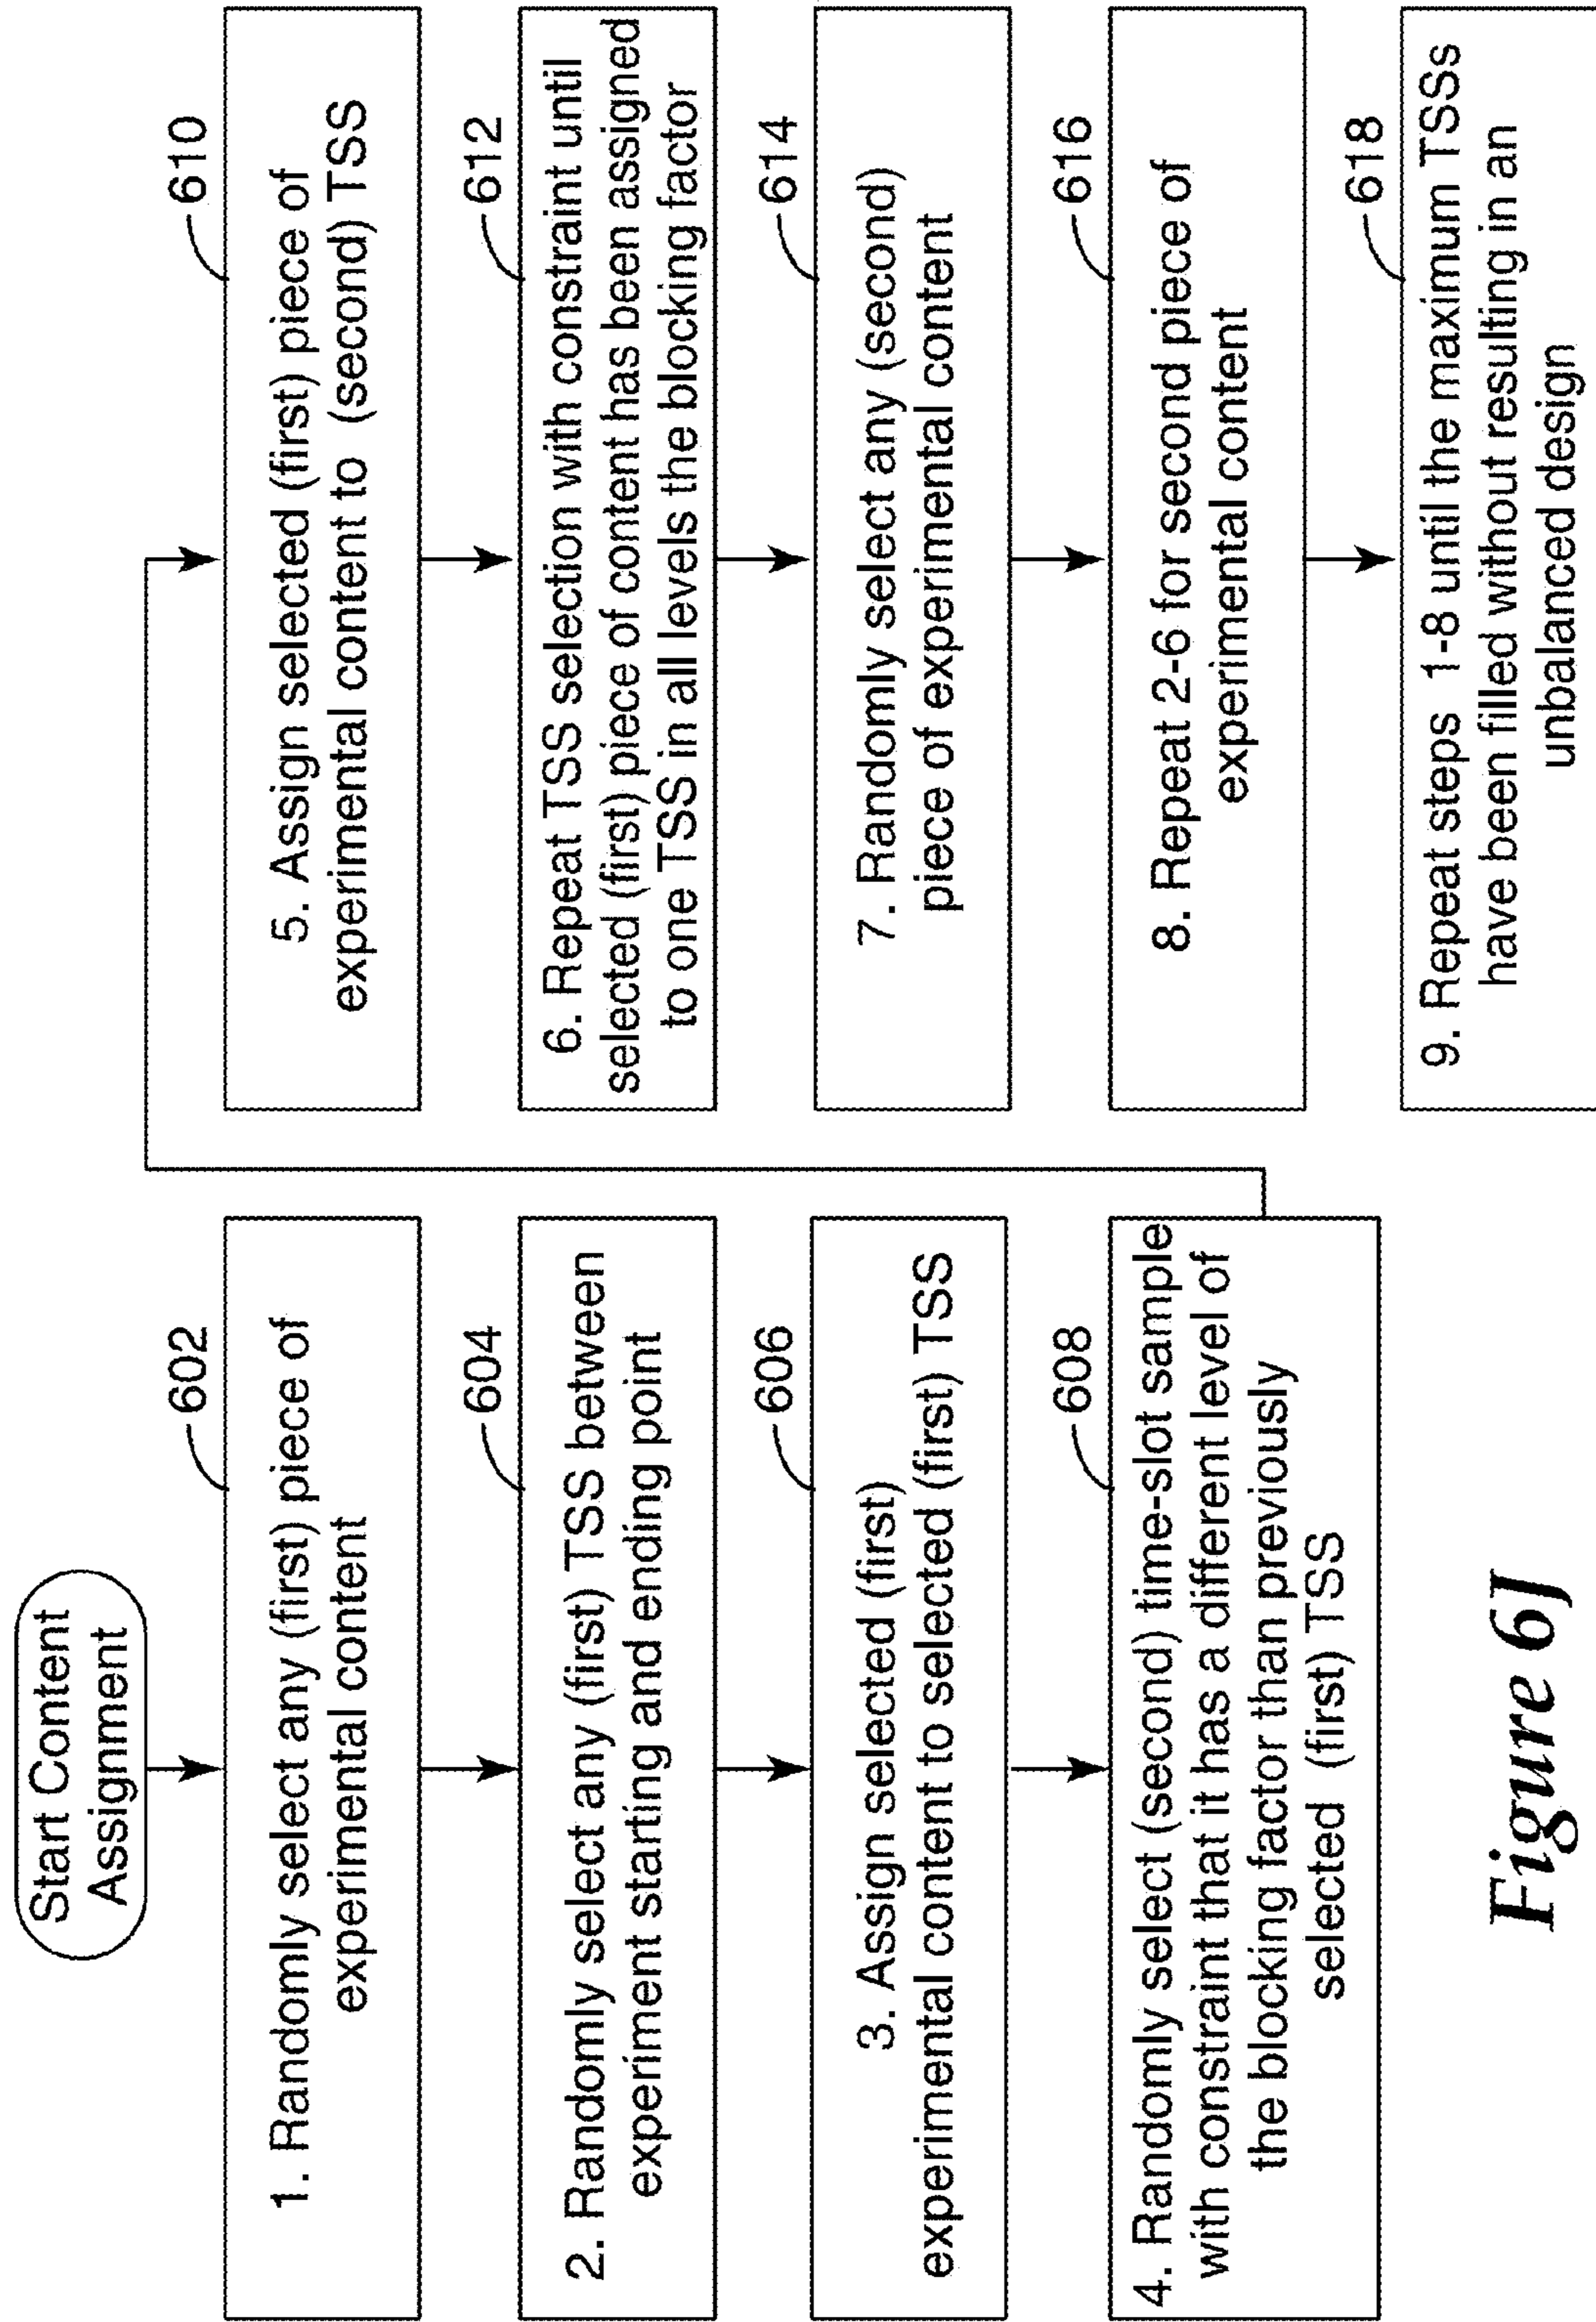 Start Content
Assignment
602
1. Randomly select any (first) piece of
experimental content
604
2. Randomly select any (first) TSS between
experiment starting and ending point
606
3. Assign selected (first)
experimental content to selected (first) TSS
608
4. Randomly select (second) time-slot sample
with constraint that it has a different level of
the blocking factor than previously
selected (first) TSS
610
5. Assign selected (first) piece of
experimental content to (second) TSS
612
6. Repeat TSS selection with constraint until
selected (first) piece of content has been assigned
to one TSS in all levels the blocking factor
614
7. Randomly select any (second)
piece of experimental content
616
8. Repeat 2-6 for second piece of
experimental content
618
9. Repeat steps 1-8 until the maximum TSSs
have been filled without resulting in an
unbalanced design
Figure 6J